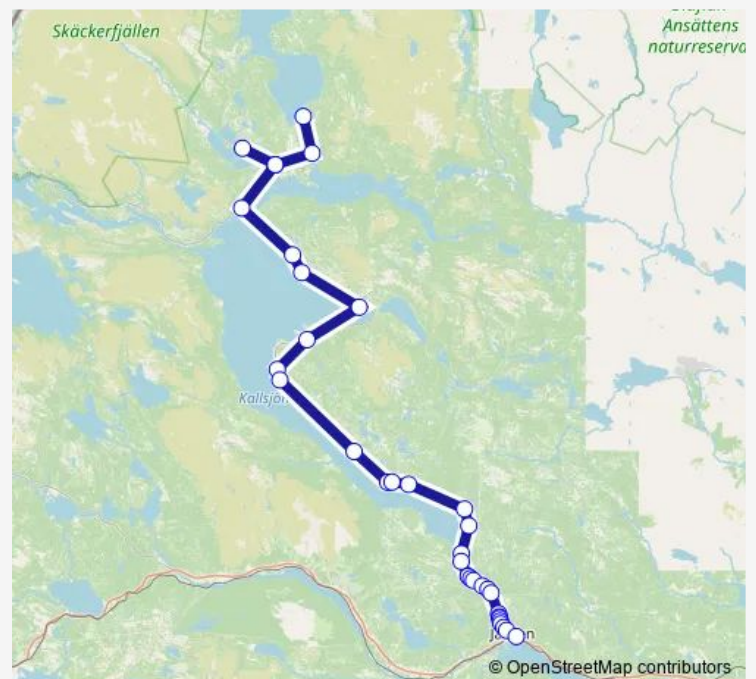 Skäckerfjällen
Ansättens
naturreserva
Kallsjön
© OpenStreetMap contributors